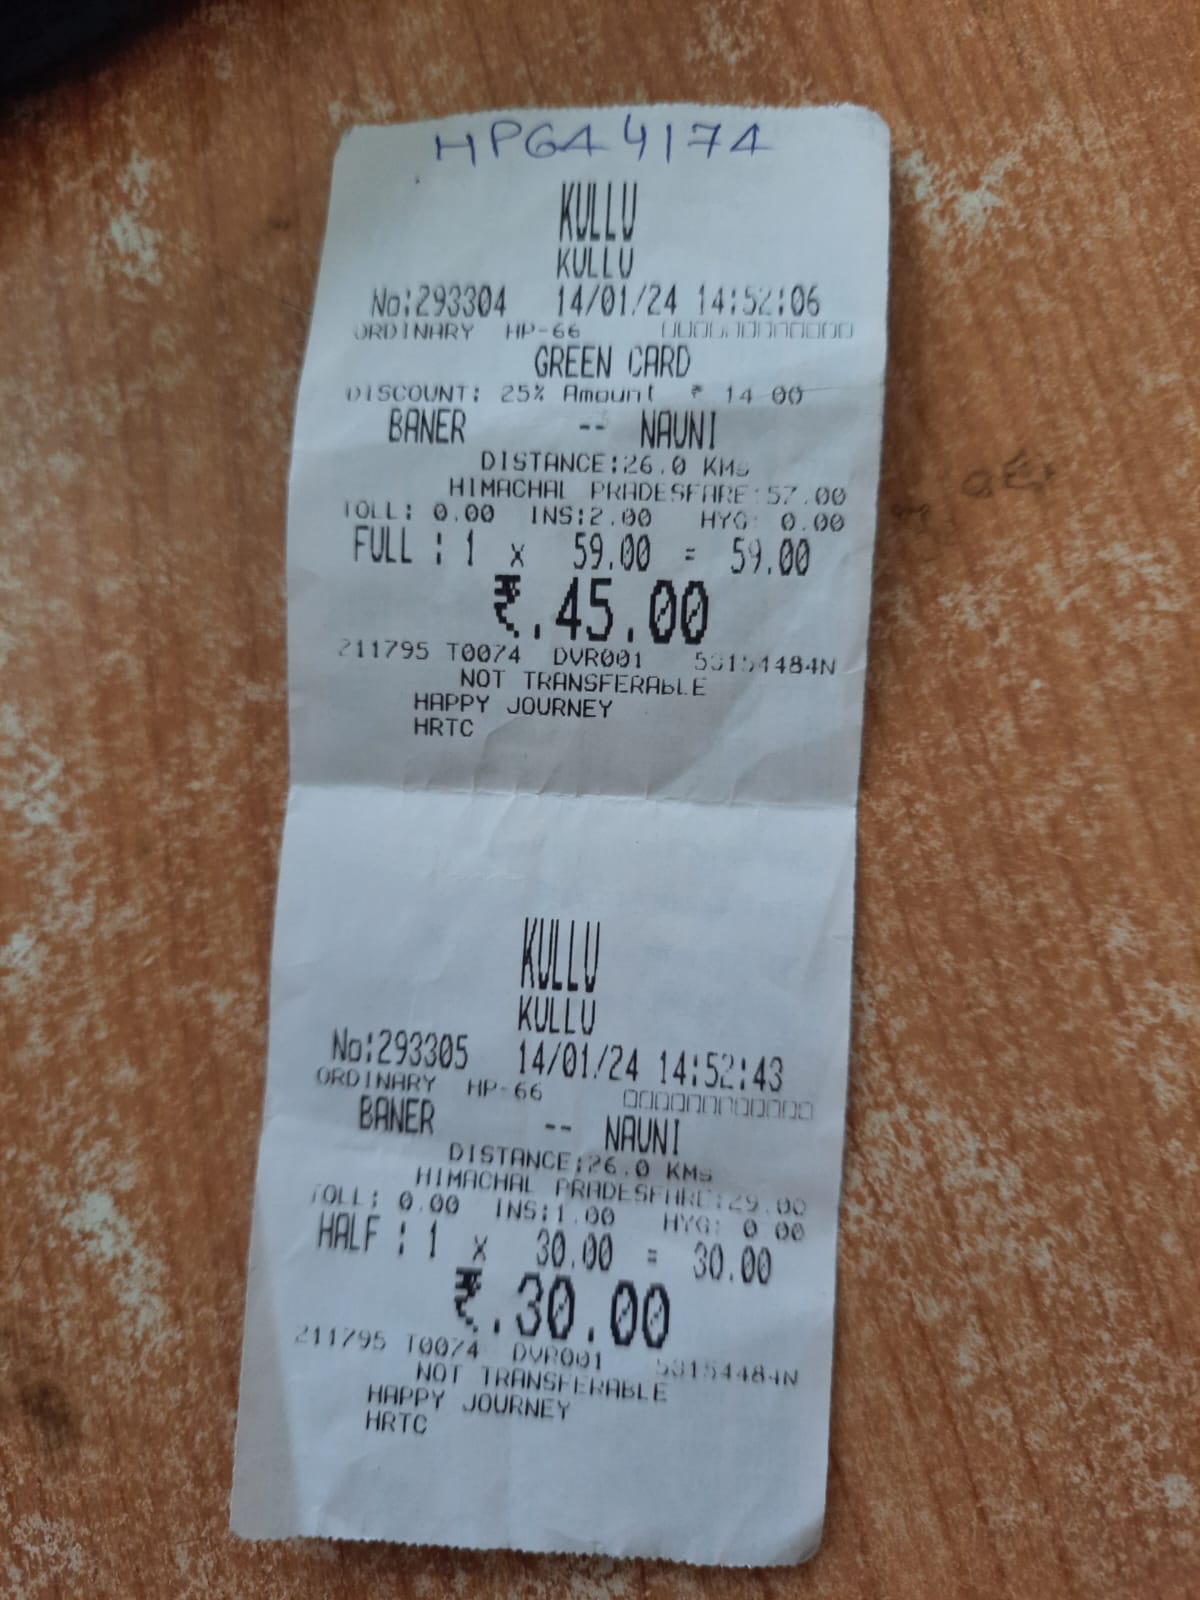 HP64 4174
KULLU
KULLU
No:293304 14/01/24 14:52:06
ORDINARY HP-66
GREEN CARD
DISCOUNT: 25% Amount ₹ 14.00
BANER -- NAUNI
DISTANCE:26.0 KMs
HIMACHAL PRADESFARE:57.00
TOLL: 0.00 INS:2.00 HYG: 0.00
FULL : 1 x 59.00 = 59.00
₹.45.00
211795 T0074 DVR001
NOT TRANSFERABLE
HAPPY JOURNEY
HRTC
KULLU
KULLU
No:293305 14/01/24 14:52:43
ORDINARY HP-66
BANER -- NAUNI
DISTANCE:26.0 KMs
HIMACHAL PRADESFARE:29.00
TOLL: 0.00 INS:1.00 HYG: 0.00
HALF : 1 x 30.00 = 30.00
₹.30.00
211795 T0074 DVR001
NOT TRANSFERABLE
HAPPY JOURNEY
HRTC